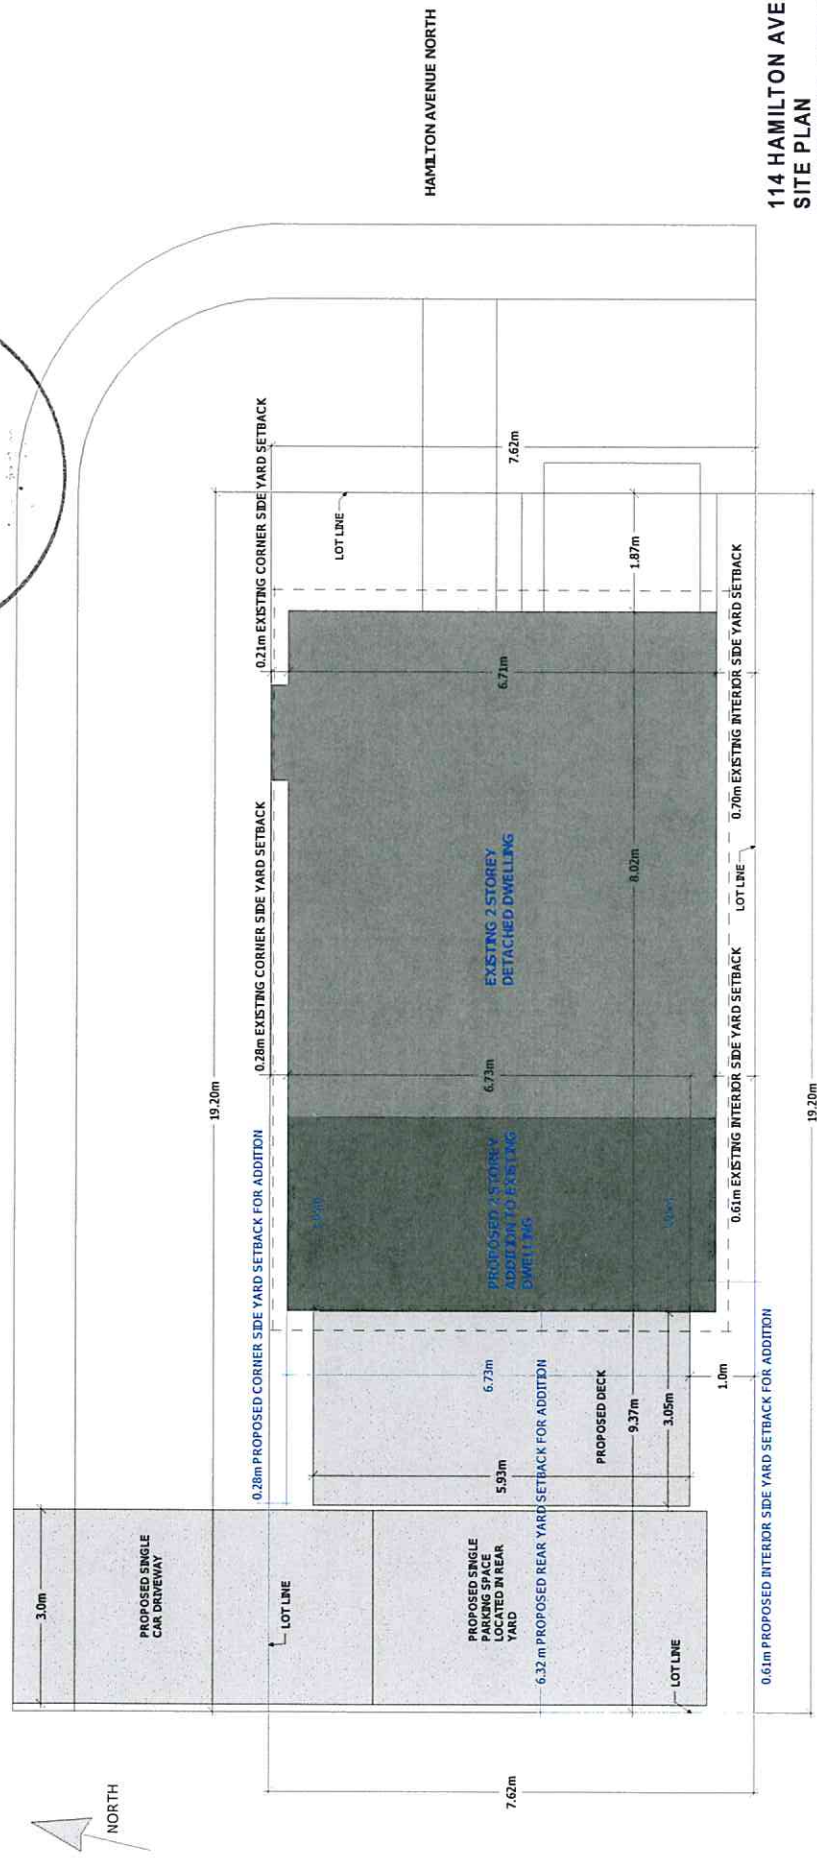 HAMILTON AVENUE NORTH
114 HAMILTON AVE
SITE PLAN
0.21m EXISTING CORNER SIDE YARD SETBACK
7.62m
LOT LINE
1.87m
6.71m
0.70m EXISTING INTERIOR SIDE YARD SETBACK
0.28m EXISTING CORNER SIDE YARD SETBACK
EXISTING 2 STOREY
DETACHED DWELLING
8.02m
LOT LINE
19.20m
6.73m
0.61m EXISTING INTERIOR SIDE YARD SETBACK
19.20m
0.28m PROPOSED CORNER SIDE YARD SETBACK FOR ADDITION
PROPOSED 2 STOREY
ADDITION TO EXISTING
DWELLING
6.73m
6.32 m PROPOSED REAR YARD SETBACK FOR ADDITION
PROPOSED DECK
9.37m
3.05m
1.0m
5.93m
0.61m PROPOSED INTERIOR SIDE YARD SETBACK FOR ADDITION
3.0m
PROPOSED SINGLE
CAR DRIVEWAY
LOT LINE
PROPOSED SINGLE
PARKING SPACE
LOCATED IN REAR
YARD
LOT LINE
7.62m
NORTH